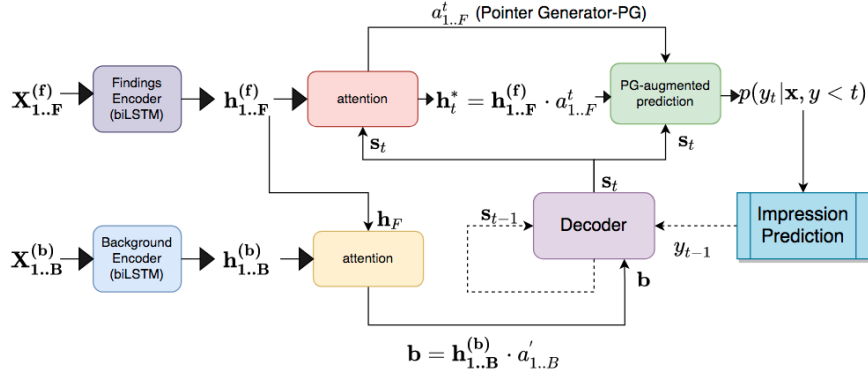 a^t_{1..F} (Pointer Generator-PG)
X^{(f)}_{1..F}
Findings
Encoder
(biLSTM)
h^{(f)}_{1..F}
attention
h^*_t = h^{(f)}_{1..F} · a^t_{1..F}
PG-augmented
prediction
p(y_t|x, y < t)
s_t
s_t
s_t
X^{(b)}_{1..B}
Background
Encoder
(biLSTM)
h^{(b)}_{1..B}
h_F
attention
s_{t−1}
Decoder
y_{t−1}
Impression
Prediction
b
b = h^{(b)}_{1..B} · a^'_{1..B}